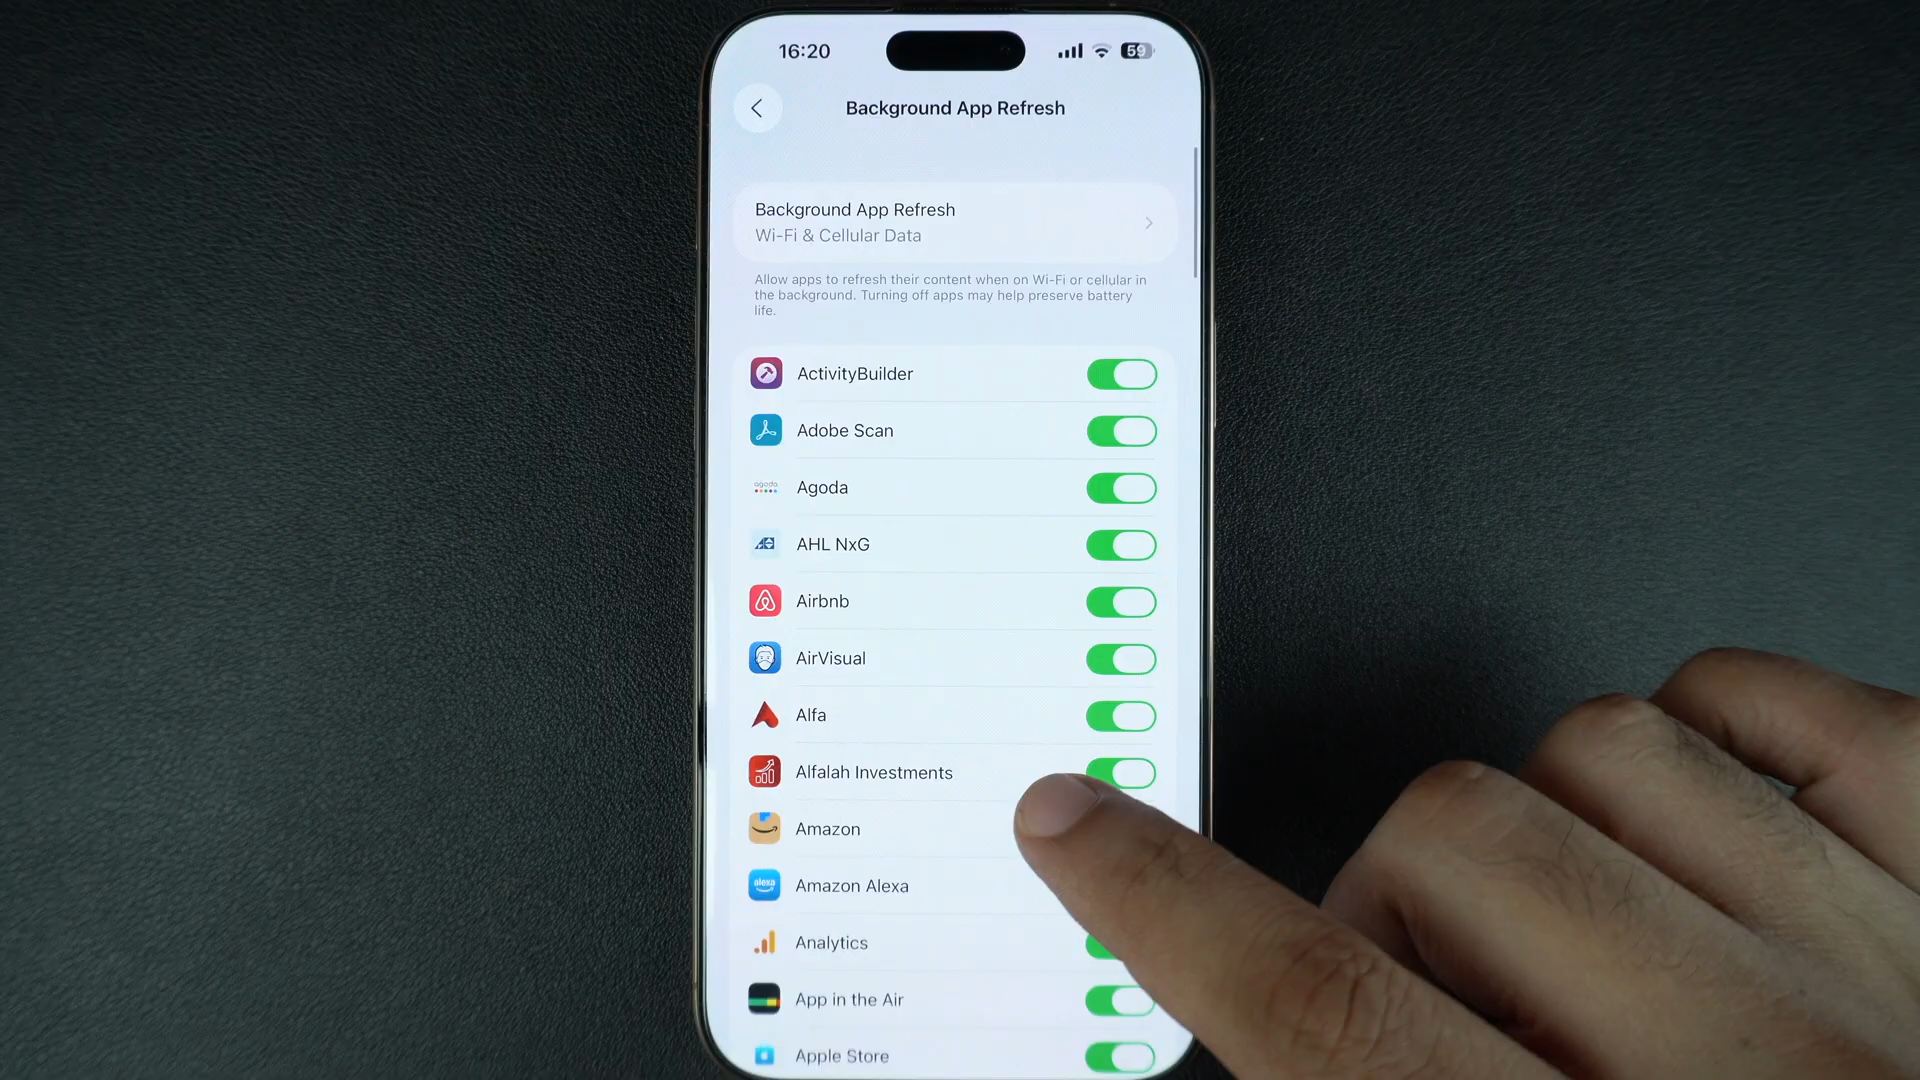 16:20
59
Background App Refresh
Background App Refresh
Wi-Fi & Cellular Data
Allow apps to refresh their content when on Wi-Fi or cellular in
the background. Turning off apps may help preserve battery
life.
ActivityBuilder
Adobe Scan
agoda
Agoda
AHL NxG
Airbnb
AirVisual
Alfa
Alfalah Investments
Amazon
alexa
Amazon Alexa
Analytics
App in the Air
Apple Store